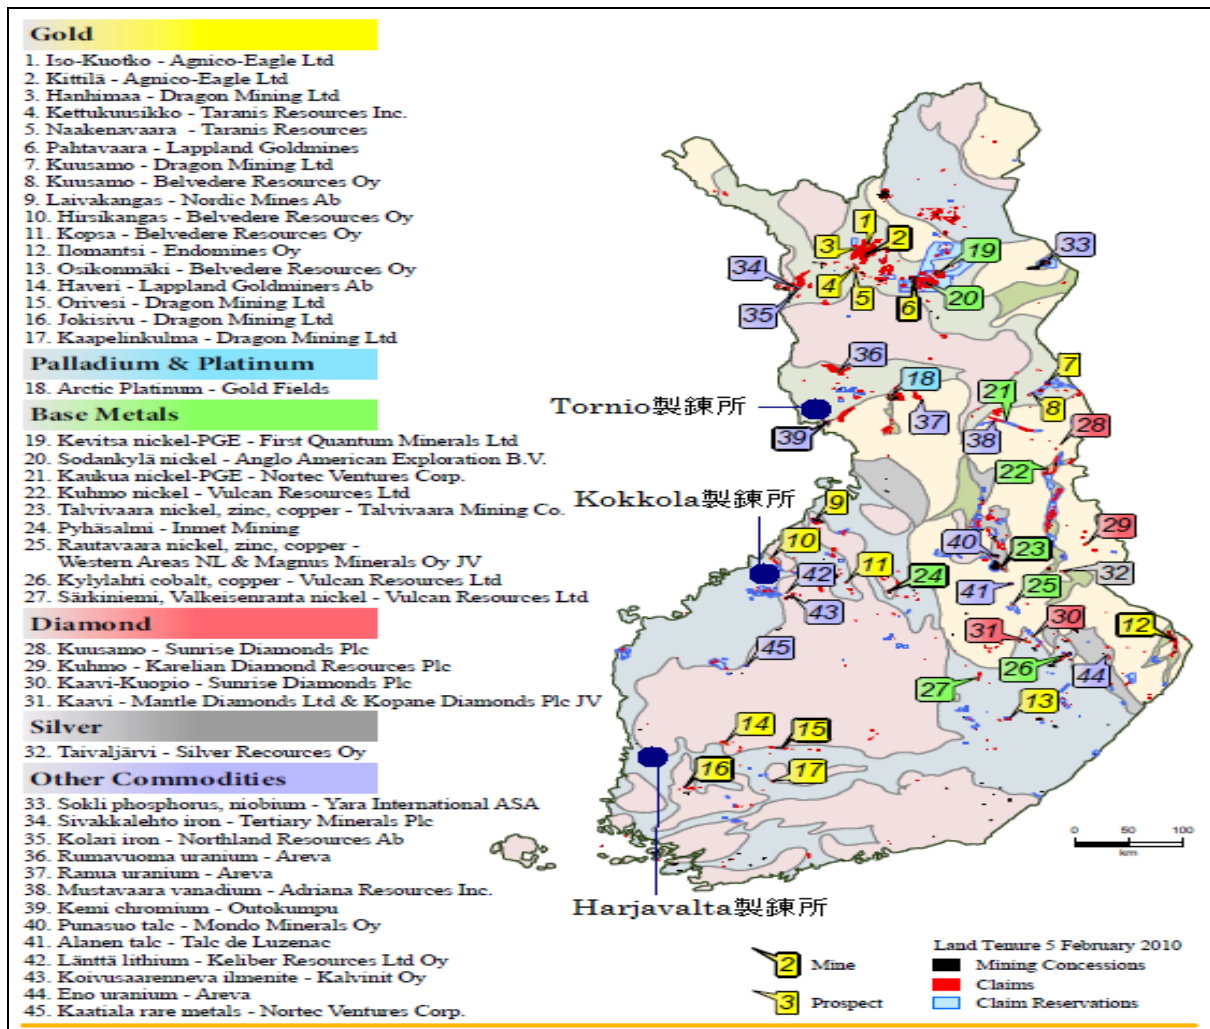 Gold
1. Iso-Kuotko - Agnico-Eagle Ltd
2. Kittilä - Agnico-Eagle Ltd
3. Hanhimaa - Dragon Mining Ltd
4. Kettukuusikko - Taranis Resources Inc.
5. Naakenavaara - Taranis Resources
6. Pahtavaara - Lappland Goldmines
7. Kuusamo - Dragon Mining Ltd
8. Kuusamo - Belvedere Resources Oy
9. Laivakangas - Nordic Mines Ab
10. Hirsikangas - Belvedere Resources Oy
11. Kopsa - Belvedere Resources Oy
12. Ilomantsi - Endomines Oy
13. Osikonmäki - Belvedere Resources Oy
14. Haveri - Lappland Goldminers Ab
15. Orivesi - Dragon Mining Ltd
16. Jokisivu - Dragon Mining Ltd
17. Kaapelinkulma - Dragon Mining Ltd
Palladium & Platinum
18. Arctic Platinum - Gold Fields
Base Metals
19. Kevitsa nickel-PGE - First Quantum Minerals Ltd
20. Sodankylä nickel - Anglo American Exploration B.V.
21. Kaukua nickel-PGE - Nortec Ventures Corp.
22. Kuhmo nickel - Vulcan Resources Ltd
23. Talvivaara nickel, zinc, copper - Talvivaara Mining Co.
24. Pyhäsalmi - Inmet Mining
25. Rautavaara nickel, zinc, copper -
Western Areas NL & Magnus Minerals Oy JV
26. Kylylahti cobalt, copper - Vulcan Resources Ltd
27. Särkiniemi, Valkeisenranta nickel - Vulcan Resources Ltd
Diamond
28. Kuusamo - Sunrise Diamonds Plc
29. Kuhmo - Karelian Diamond Resources Plc
30. Kaavi-Kuopio - Sunrise Diamonds Plc
31. Kaavi - Mantle Diamonds Ltd & Kopane Diamonds Plc JV
Silver
32. Taivaljärvi - Silver Recources Oy
Other Commodities
33. Sokli phosphorus, niobium - Yara International ASA
34. Sivakkalehto iron - Tertiary Minerals Plc
35. Kolari iron - Northland Resources Ab
36. Rumavuoma uranium - Areva
37. Ranua uranium - Areva
38. Mustavaara vanadium - Adriana Resources Inc.
39. Kemi chromium - Outokumpu
40. Punasuo talc - Mondo Minerals Oy
41. Alanen talc - Talc de Luzenac
42. Länttä lithium - Keliber Resources Ltd Oy
43. Koivusaarenneva ilmenite - Kalvinit Oy
44. Eno uranium - Areva
45. Kaatiala rare metals - Nortec Ventures Corp.
1
2
3
33
19
34
4
5
6
20
35
36
7
18
21
Tornio製錬所
8
37
39
38
28
22
Kokkola製錬所
9
29
40
23
10
11
42
24
32
41
25
43
30
31
12
45
26
44
27
13
14
15
16
17
0 50 100
km
Harjavalta製錬所
2 Mine
3 Prospect
Land Tenure 5 February 2010
Mining Concessions
Claims
Claim Reservations